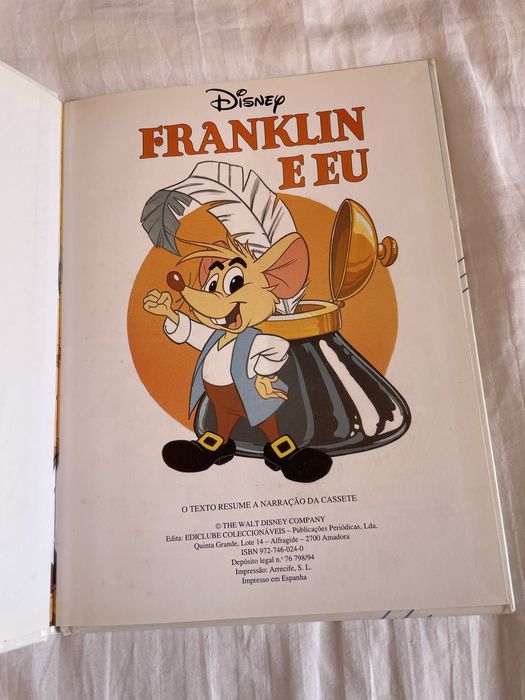 Disney
FRANKLIN
E EU
O TEXTO RESUME A NARRAÇÃO DA CASSETE
© THE WALT DISNEY COMPANY
Edita: EDICLUBE COLECCIONÁVEIS – Publicações Periódicas, Lda.
Quinta Grande, Lote 14 – Alfragide – 2700 Amadora
ISBN 972-746-024-0
Depósito legal n.º 76 798/94
Impressão: Arrecife, S. L.
Impresso em Espanha